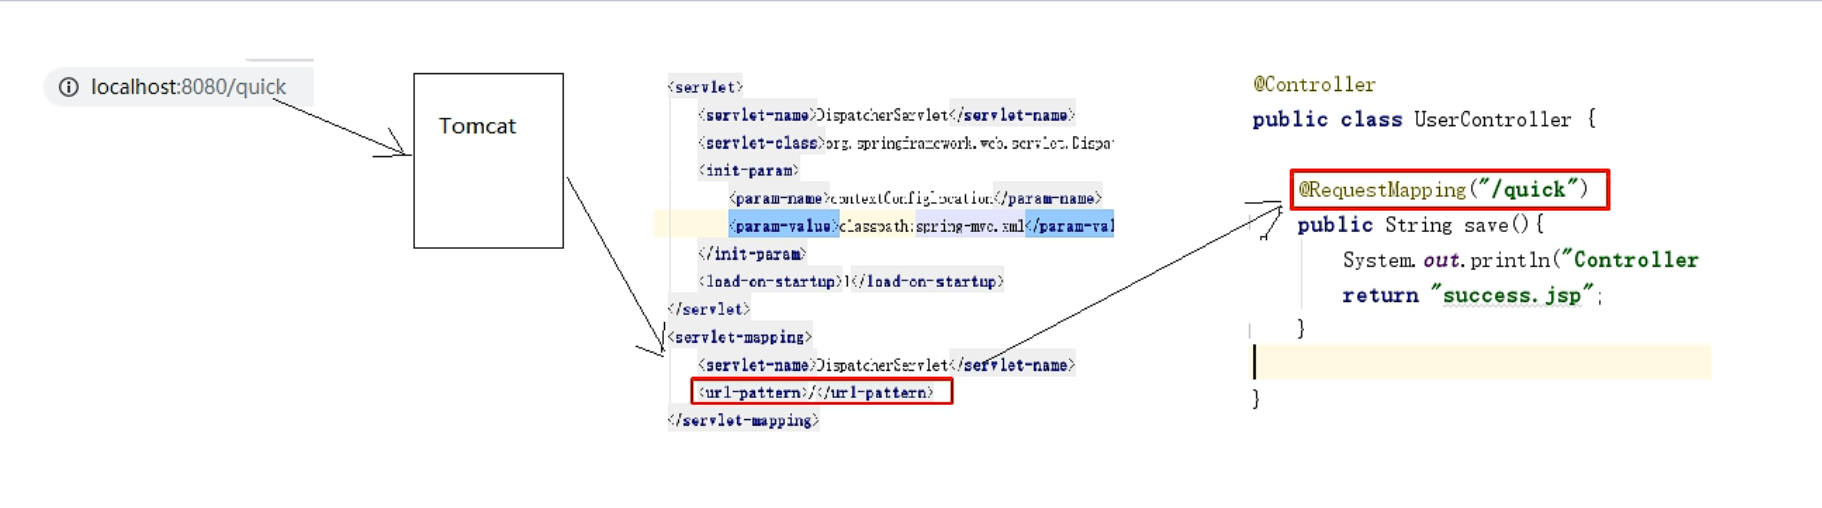 localhost:8080/quick
Tomcat
<servlet>
<servlet-name>DispatcherServlet</servlet-name>
<servlet-class>org.springframework.web.servlet.Dispa
<init-param>
<param-name>contextConfigLocation</param-name>
<param-value>classpath:spring-mvc.xml</param-val
</init-param>
<load-on-startup>1</load-on-startup>
</servlet>
<servlet-mapping>
<servlet-name>DispatcherServlet</servlet-name>
<url-pattern>/</url-pattern>
</servlet-mapping>
@Controller
public class UserController {
@RequestMapping("/quick")
public String save(){
System.out.println("Controller
return "success.jsp";
}
}